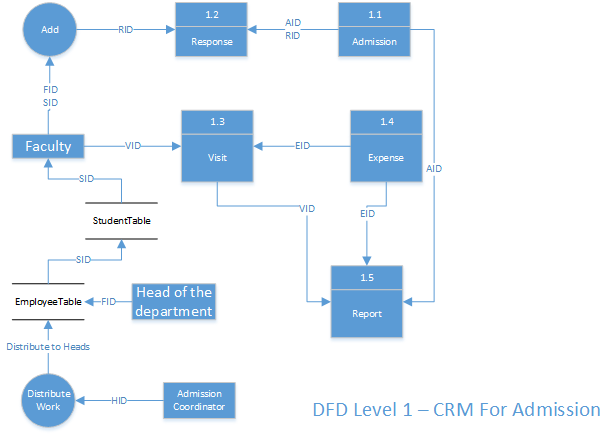 1.2
1.1
Add
RID
AID
RID
Response
Admission
FID
SID
1.3
1.4
Faculty
VID
EID
Visit
Expense
AID
SID
VID
EID
StudentTable
SID
1.5
Head of the
department
EmployeeTable
FID
Report
Distribute to Heads
Distribute
Work
HID
Admission
Coordinator
DFD Level 1 – CRM For Admission